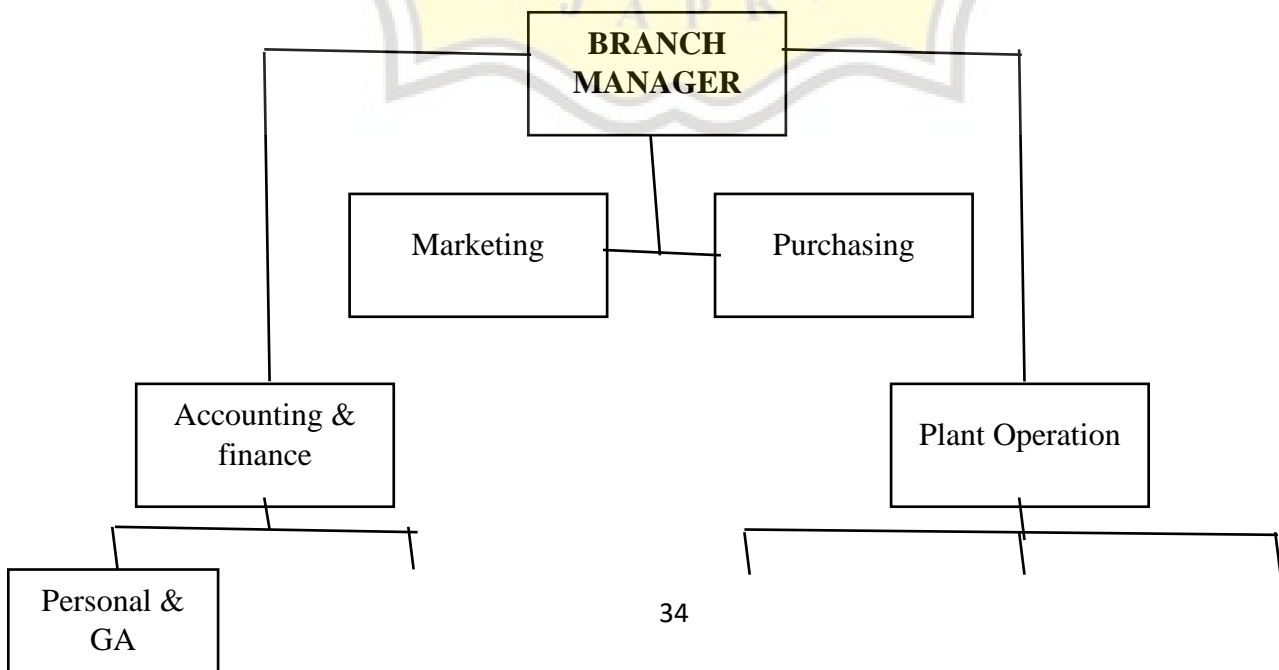 BRANCH
MANAGER
Marketing
Purchasing
Accounting &
finance
Plant Operation
Personal &
GA
34